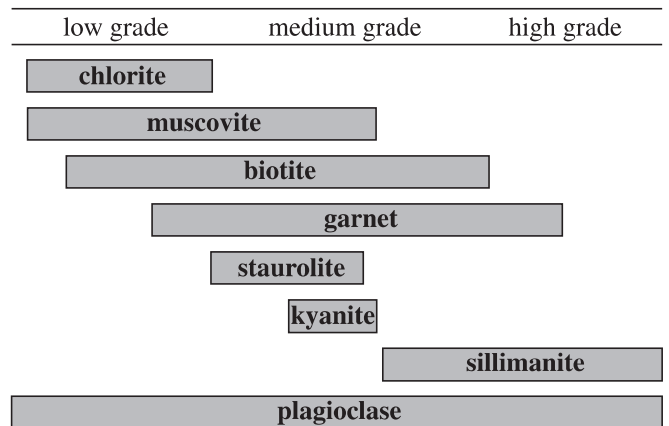 low grade medium grade high grade
chlorite
muscovite
biotite
garnet
staurolite
kyanite
sillimanite
plagioclase